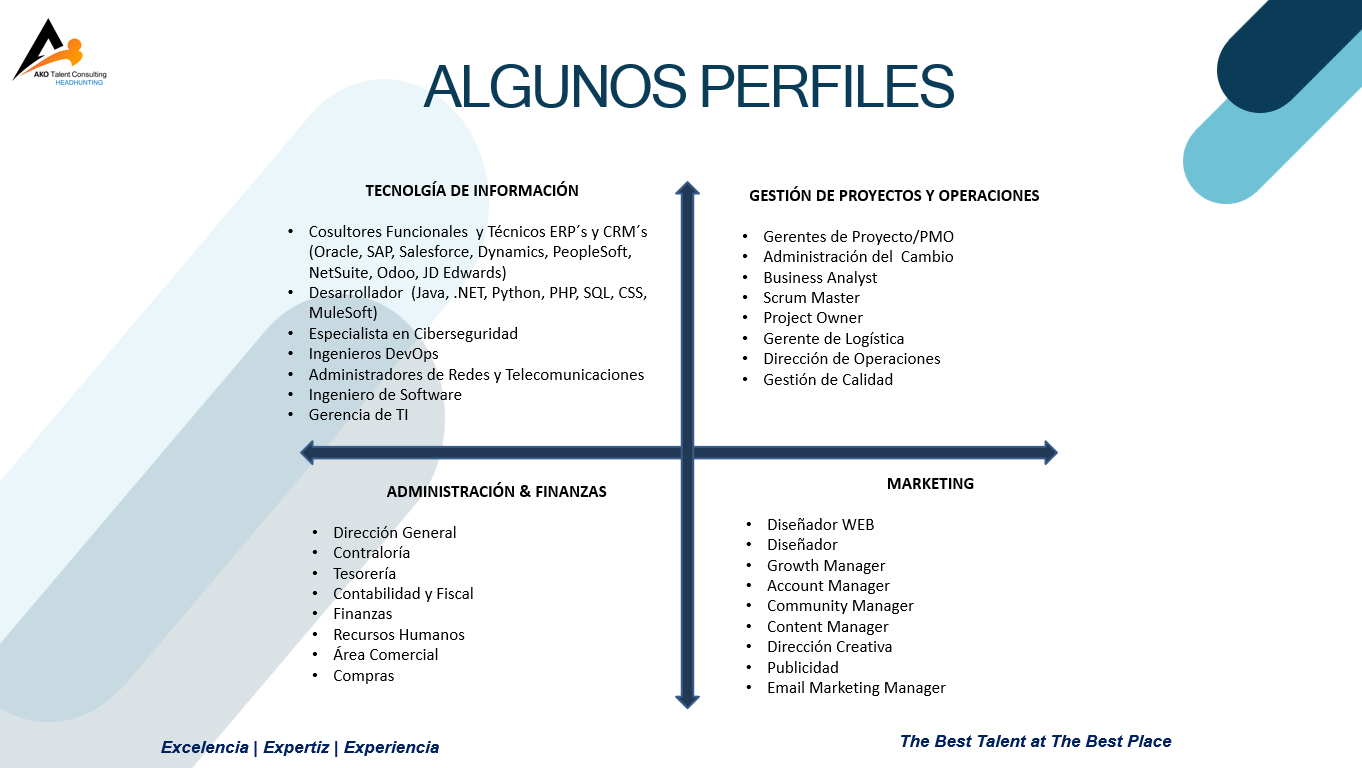 AKO Talent Consulting
HEADHUNTING
ALGUNOS PERFILES
TECNOLGÍA DE INFORMACIÓN
• Cosultores Funcionales y Técnicos ERP´s y CRM´s
(Oracle, SAP, Salesforce, Dynamics, PeopleSoft,
NetSuite, Odoo, JD Edwards)
• Desarrollador (Java, .NET, Python, PHP, SQL, CSS,
MuleSoft)
• Especialista en Ciberseguridad
• Ingenieros DevOps
• Administradores de Redes y Telecomunicaciones
• Ingeniero de Software
• Gerencia de TI
GESTIÓN DE PROYECTOS Y OPERACIONES
• Gerentes de Proyecto/PMO
• Administración del Cambio
• Business Analyst
• Scrum Master
• Project Owner
• Gerente de Logística
• Dirección de Operaciones
• Gestión de Calidad
ADMINISTRACIÓN & FINANZAS
• Dirección General
• Contraloría
• Tesorería
• Contabilidad y Fiscal
• Finanzas
• Recursos Humanos
• Área Comercial
• Compras
MARKETING
• Diseñador WEB
• Diseñador
• Growth Manager
• Account Manager
• Community Manager
• Content Manager
• Dirección Creativa
• Publicidad
• Email Marketing Manager
Excelencia | Expertiz | Experiencia
The Best Talent at The Best Place